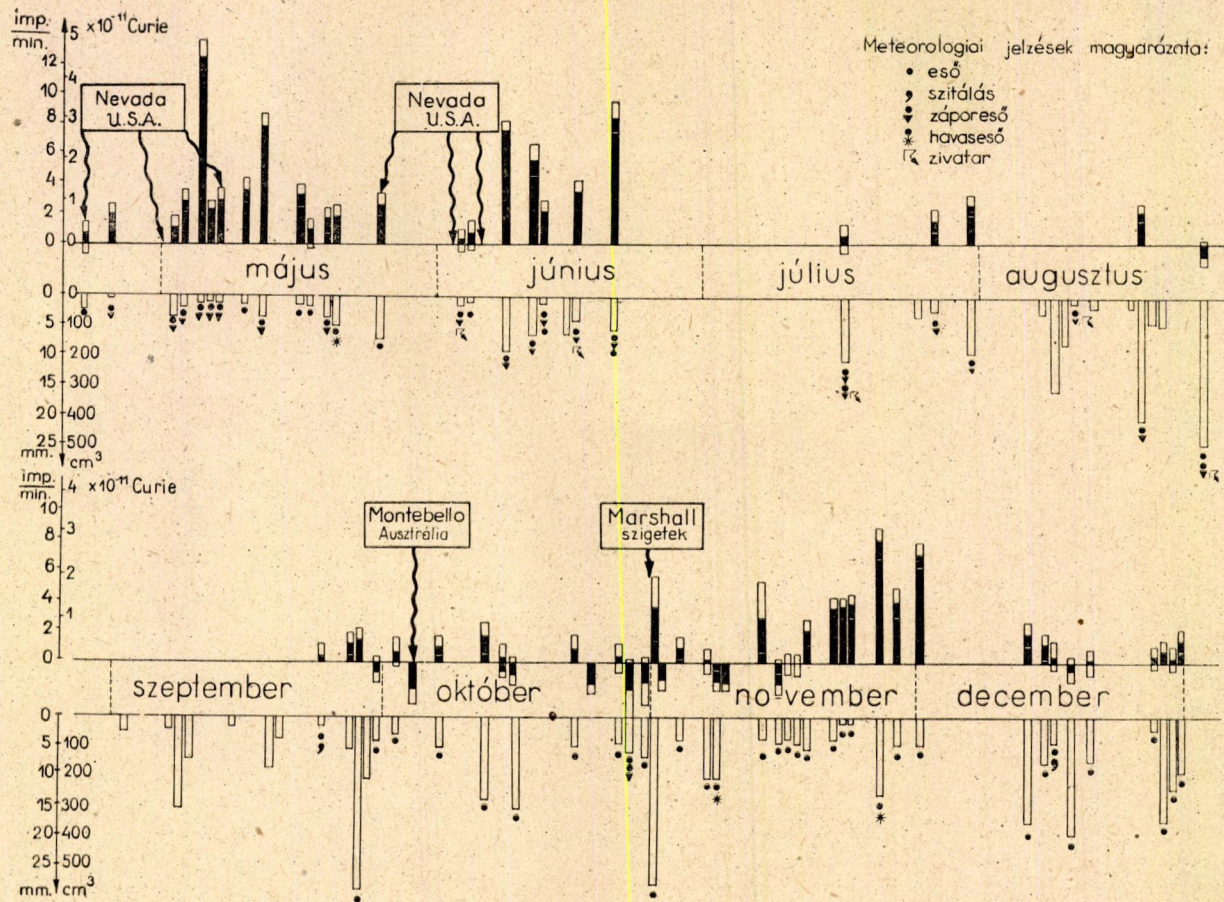 imp.
min.
5 x10⁻¹¹ Curie
12
4
10
8
3
6
2
4
1
2
0
0
Nevada
U.S.A.
Nevada
U.S.A.
Meteorologiai jelzések magyarázata:
eső
szitálás
záporeső
havaseső
zivatar
május
június
július
augusztus
0 0
5 100
10 200
15 300
20 400
25 500
mm. cm³
imp.
min.
4 x10⁻¹¹ Curie
10
3
8
6
2
4
1
2
0
Montebello
Ausztrália
Marshall
szigetek
szeptember
október
no-vember
december
0
5 100
10 200
15 300
20 400
25 500
mm. cm³